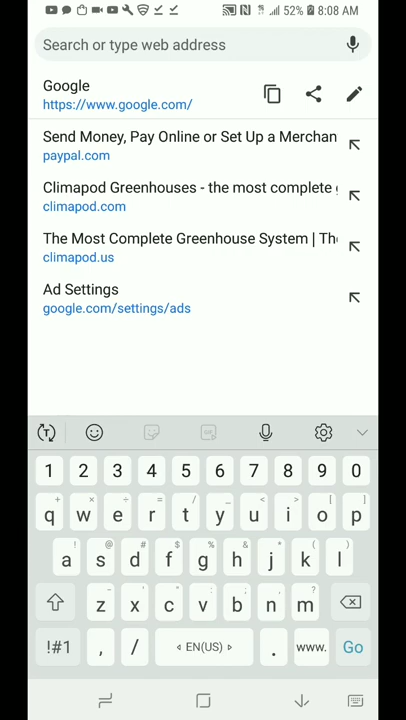 52% 8:08 AM
Search or type web address
Google
https://www.google.com/
Send Money, Pay Online or Set Up a Merchan
paypal.com
Climapod Greenhouses - the most complete
climapod.com
The Most Complete Greenhouse System | Th
climapod.us
Ad Settings
google.com/settings/ads
T
1 2 3 4 5 6 7 8 9 0
+ × ÷ = / _ < > [ ]
q w e r t y u i o p
! @ # $ % ^ & * ( )
a s d f g h j k l
- ' " : ; , ?
z x c v b n m
!#1 , / EN(US) . www. Go